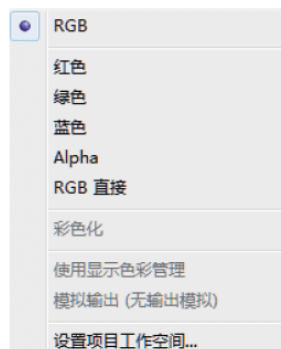 RGB
红色
绿色
蓝色
Alpha
RGB 直接
彩色化
使用显示色彩管理
模拟输出 (无输出模拟)
设置项目工作空间...